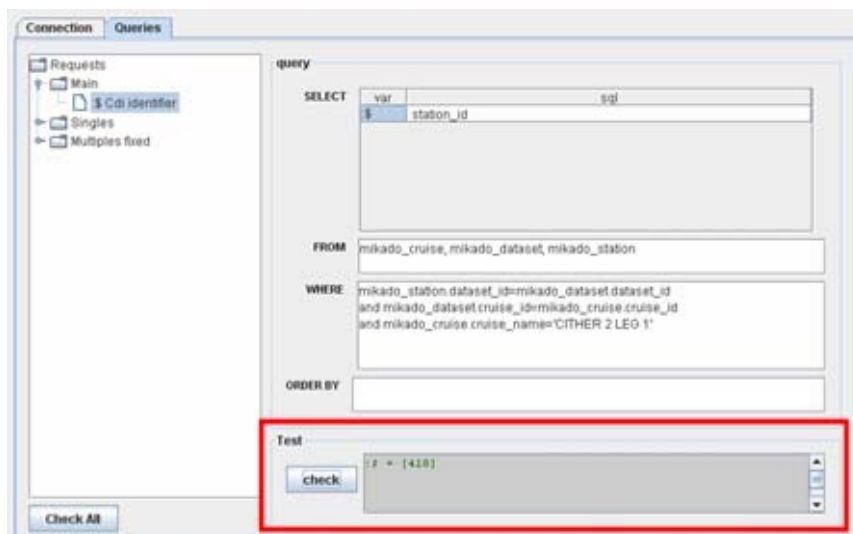 Connection Queries
Requests
Main
$ Cdi identifier
Singles
Multiples fixed
Check All
query
SELECT
var sql
$ station_id
FROM
mikado_cruise, mikado_dataset, mikado_station
WHERE
mikado_station.dataset_id=mikado_dataset.dataset_id
and mikado_dataset.cruise_id=mikado_cruise.cruise_id
and mikado_cruise.cruise_name='CITHER 2 LEG 1'
ORDER BY
Test
check
:$ = [410]